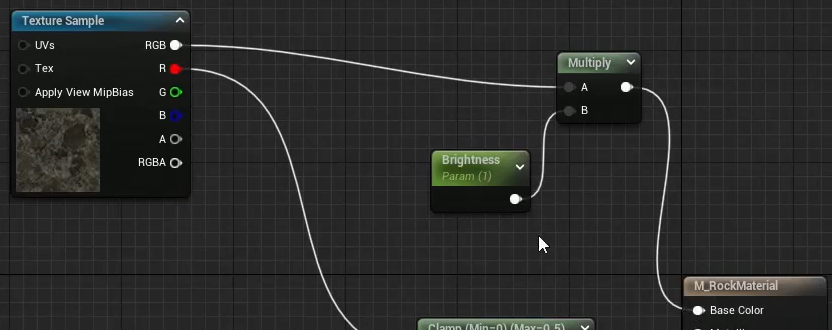 Texture Sample
UVs
RGB
Tex
R
Apply View MipBias
G
B
A
RGBA
Multiply
A
B
Brightness
Param (1)
M_RockMaterial
Base Color
Clamp (Min=0) (Max=0.5)